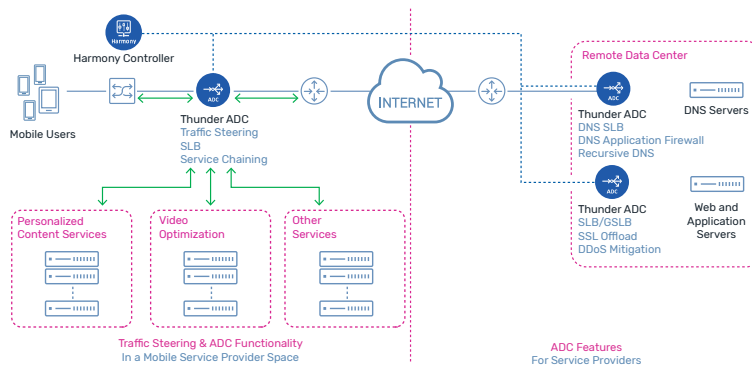 Harmony
Harmony Controller
Remote Data Center
ADC
INTERNET
ADC
Mobile Users
Thunder ADC
Traffic Steering
SLB
Service Chaining
Thunder ADC
DNS SLB
DNS Application Firewall
Recursive DNS
DNS Servers
ADC
Thunder ADC
SLB/GSLB
SSL Offload
DDoS Mitigation
Web and
Application
Servers
Personalized
Content Services
Video
Optimization
Other
Services
Traffic Steering & ADC Functionality
In a Mobile Service Provider Space
ADC Features
For Service Providers